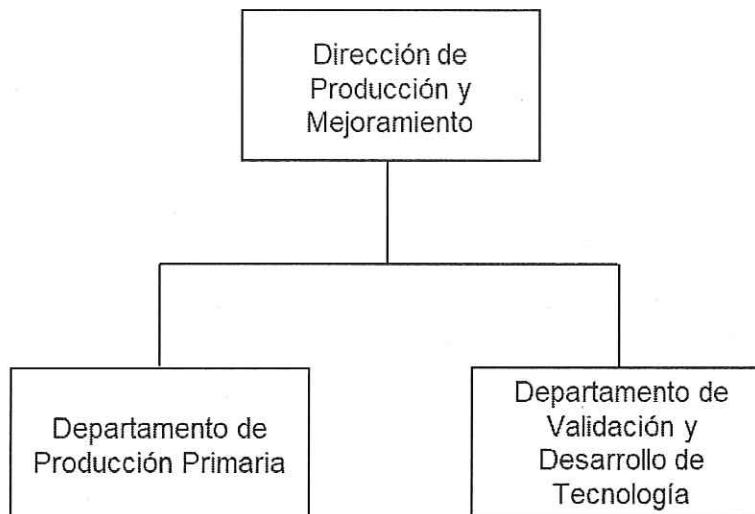 Dirección de
Producción y
Mejoramiento
Departamento de
Producción Primaria
Departamento de
Validación y
Desarrollo de
Tecnología